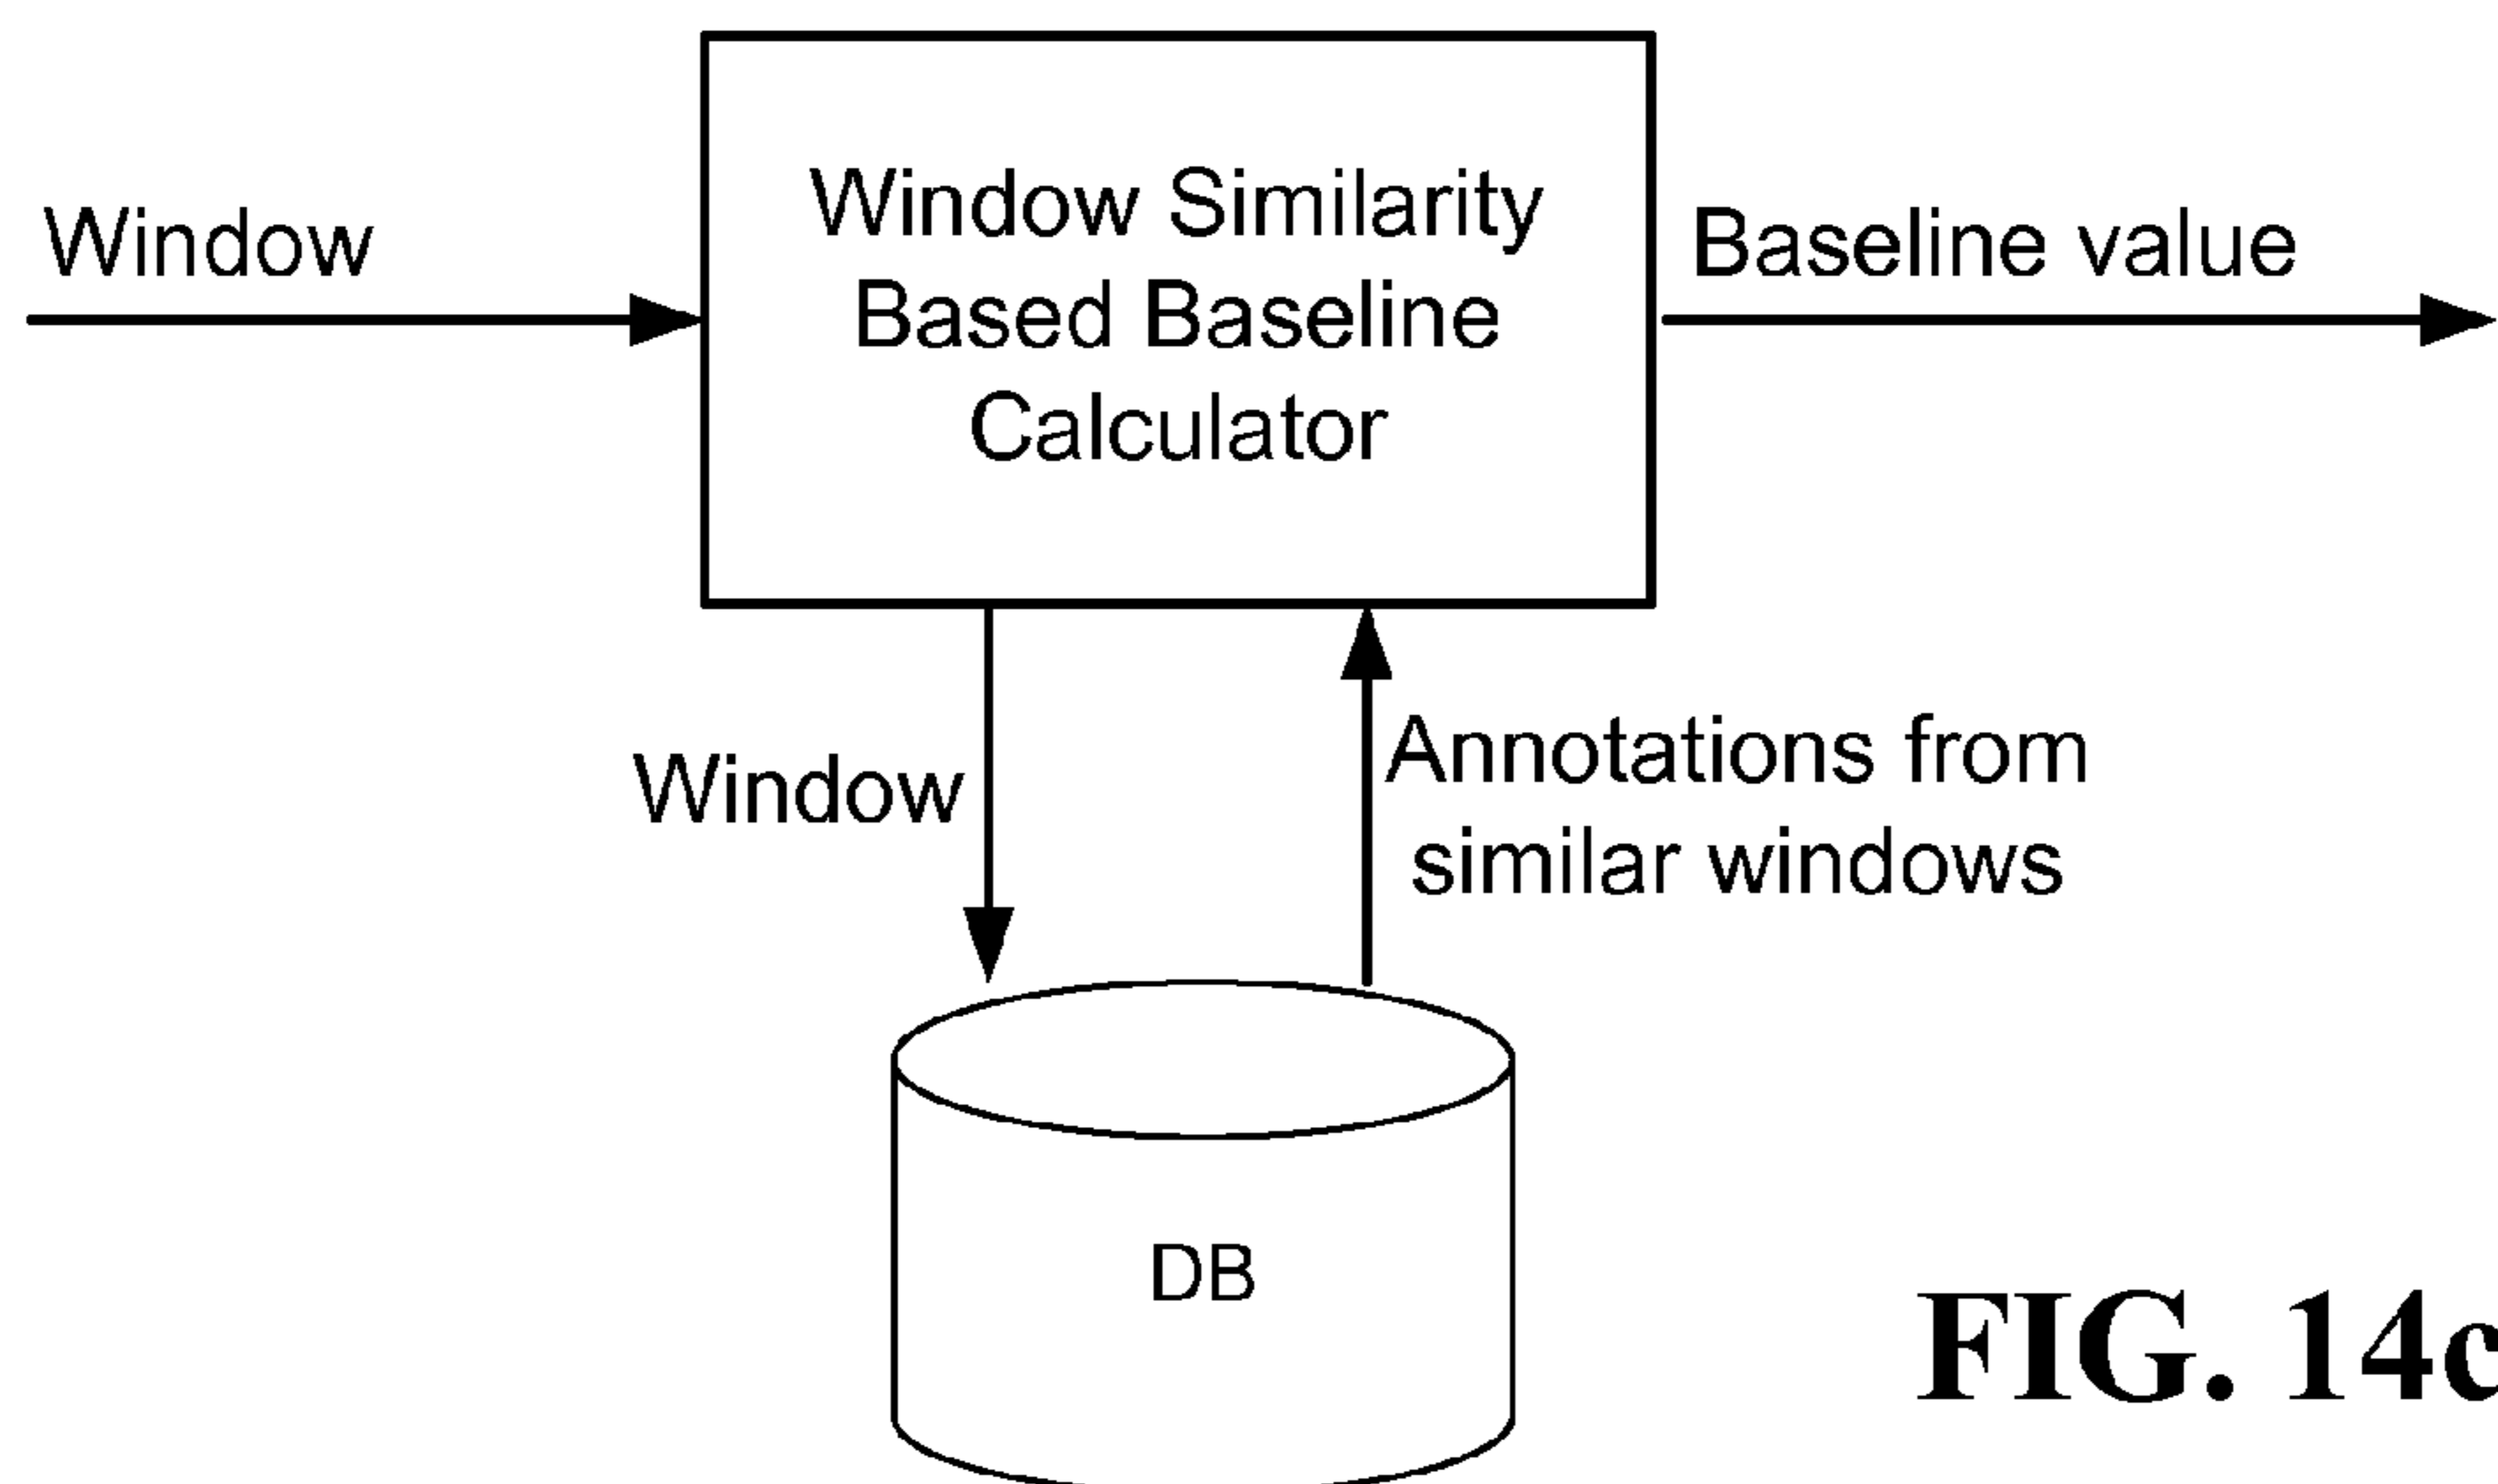 Window
Window Similarity
Based Baseline
Calculator
Baseline value
Window
Annotations from
similar windows
DB
FIG. 14c